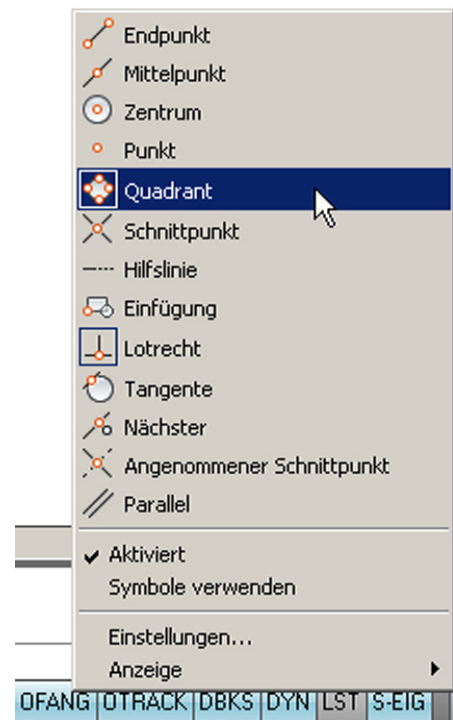 Endpunkt
Mittelpunkt
Zentrum
Punkt
Quadrant
Schnittpunkt
Hilfslinie
Einfügung
Lotrecht
Tangente
Nächster
Angenommener Schnittpunkt
Parallel
Aktiviert
Symbole verwenden
Einstellungen...
Anzeige
OFANG OTRACK DBKS DYN LST S-EIG